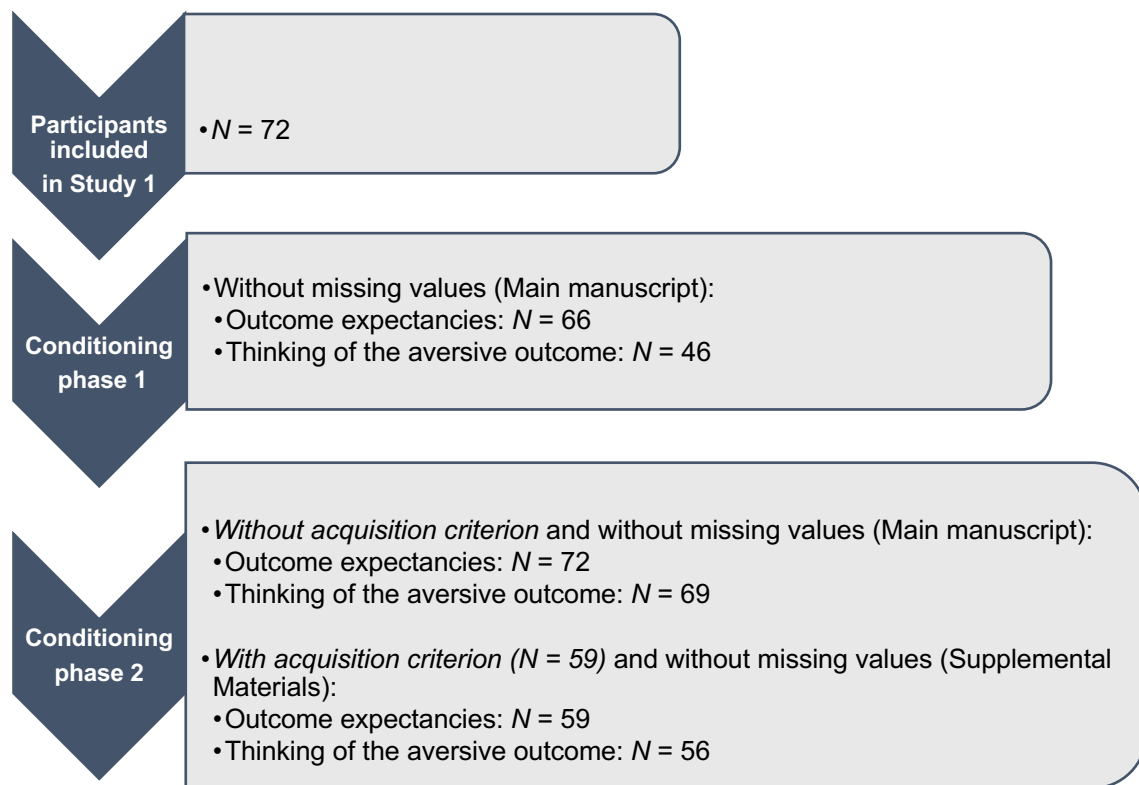 Participants
included
in Study 1
•N = 72
Conditioning
phase 1
•Without missing values (Main manuscript):
•Outcome expectancies: N = 66
•Thinking of the aversive outcome: N = 46
Conditioning
phase 2
•Without acquisition criterion and without missing values (Main manuscript):
•Outcome expectancies: N = 72
•Thinking of the aversive outcome: N = 69
•With acquisition criterion (N = 59) and without missing values (Supplemental
Materials):
•Outcome expectancies: N = 59
•Thinking of the aversive outcome: N = 56